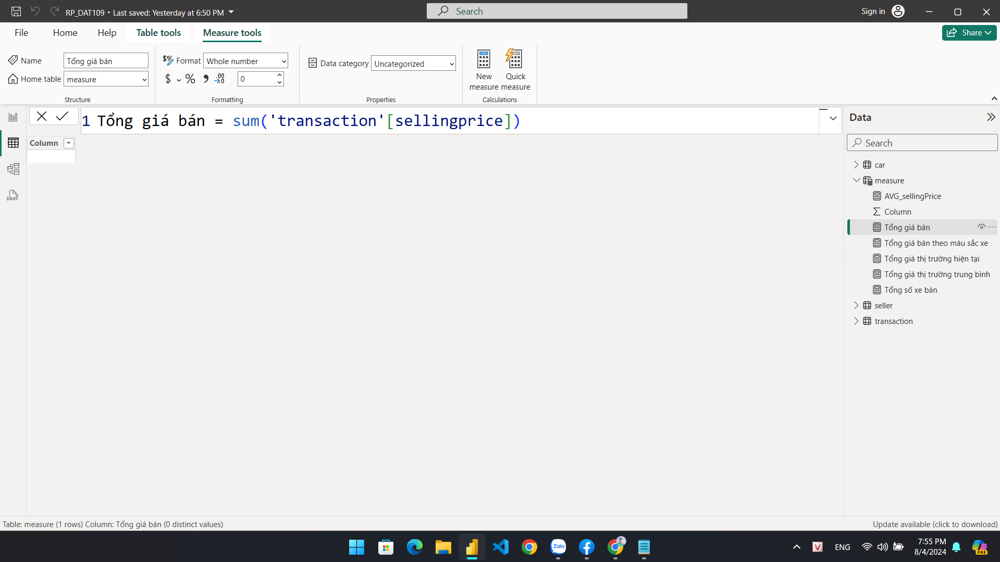 RP_DAT109 • Last saved: Yesterday at 6:50 PM
Search
Sign in
File
Home
Help
Table tools
Measure tools
Share
Name
Tổng giá bán
Home table
measure
Structure
Format
Whole number
$ % , .00 →0
0
Formatting
Data category
Uncategorized
Properties
New measure
Quick measure
Calculations
1 Tổng giá bán = sum('transaction'[sellingprice])
Column
DAX
Data
Search
car
measure
AVG_sellingPrice
Column
Tổng giá bán
Tổng giá bán theo màu sắc xe
Tổng giá thị trường hiện tại
Tổng giá thị trường trung bình
Tổng số xe bán
seller
transaction
Table: measure (1 rows) Column: Tổng giá bán (0 distinct values)
Update available (click to download)
Zalo
V
ENG
7:55 PM
8/4/2024
PRE